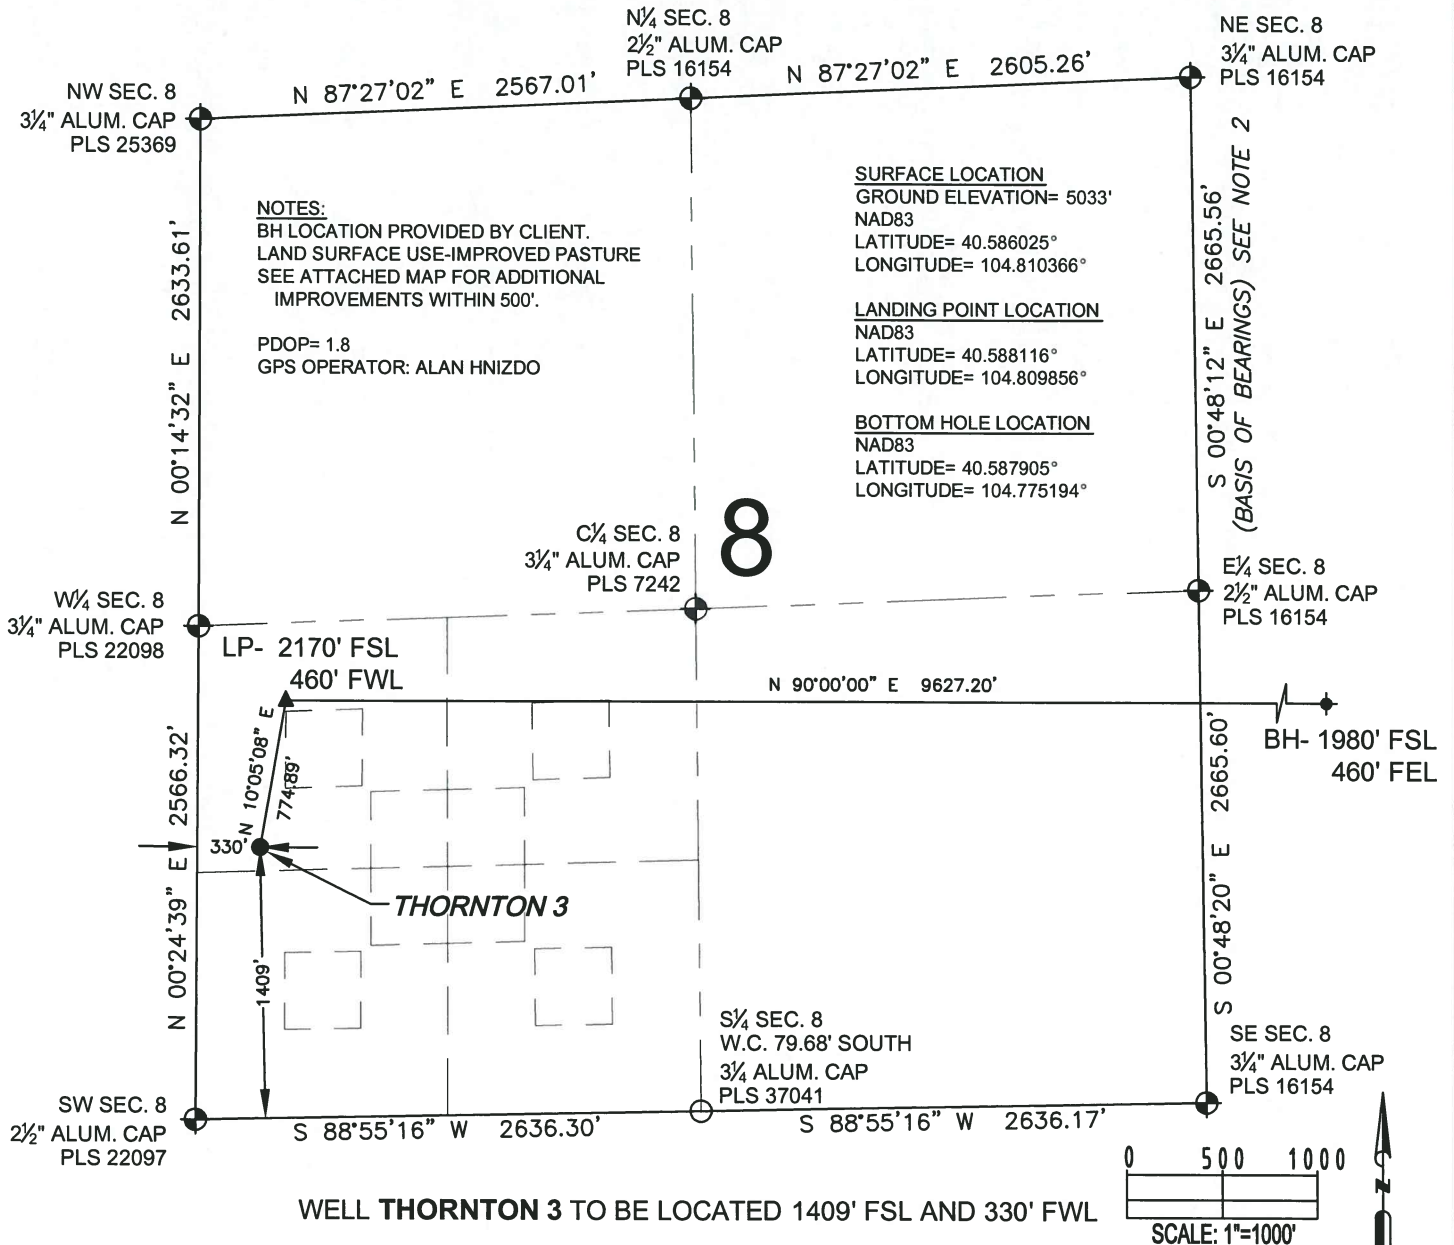 N¼ SEC. 8
2½" ALUM. CAP
PLS 16154
NE SEC. 8
3¼" ALUM. CAP
PLS 16154
NW SEC. 8
3¼" ALUM. CAP
PLS 25369
N 87°27'02" E 2567.01'
N 87°27'02" E 2605.26'
NOTES:
BH LOCATION PROVIDED BY CLIENT.
LAND SURFACE USE-IMPROVED PASTURE
SEE ATTACHED MAP FOR ADDITIONAL
IMPROVEMENTS WITHIN 500'.
PDOP= 1.8
GPS OPERATOR: ALAN HNIZDO
SURFACE LOCATION
GROUND ELEVATION= 5033'
NAD83
LATITUDE= 40.586025°
LONGITUDE= 104.810366°
LANDING POINT LOCATION
NAD83
LATITUDE= 40.588116°
LONGITUDE= 104.809856°
BOTTOM HOLE LOCATION
NAD83
LATITUDE= 40.587905°
LONGITUDE= 104.775194°
N 00°14'32" E 2633.61'
S 00°48'12" E 2665.56'
(BASIS OF BEARINGS) SEE NOTE 2
8
C¼ SEC. 8
3¼" ALUM. CAP
PLS 7242
W¼ SEC. 8
3¼" ALUM. CAP
PLS 22098
E¼ SEC. 8
2½" ALUM. CAP
PLS 16154
LP- 2170' FSL
460' FWL
N 90°00'00" E 9627.20'
BH- 1980' FSL
460' FEL
N 10°05'08" E
774.89'
330'
THORNTON 3
1409'
N 00°24'39" E 2566.32'
S 00°48'20" E 2665.60'
S¼ SEC. 8
W.C. 79.68' SOUTH
3¼ ALUM. CAP
PLS 37041
SE SEC. 8
3¼" ALUM. CAP
PLS 16154
SW SEC. 8
2½" ALUM. CAP
PLS 22097
S 88°55'16" W 2636.30'
S 88°55'16" W 2636.17'
0 500 1000
SCALE: 1"=1000'
N
WELL THORNTON 3 TO BE LOCATED 1409' FSL AND 330' FWL